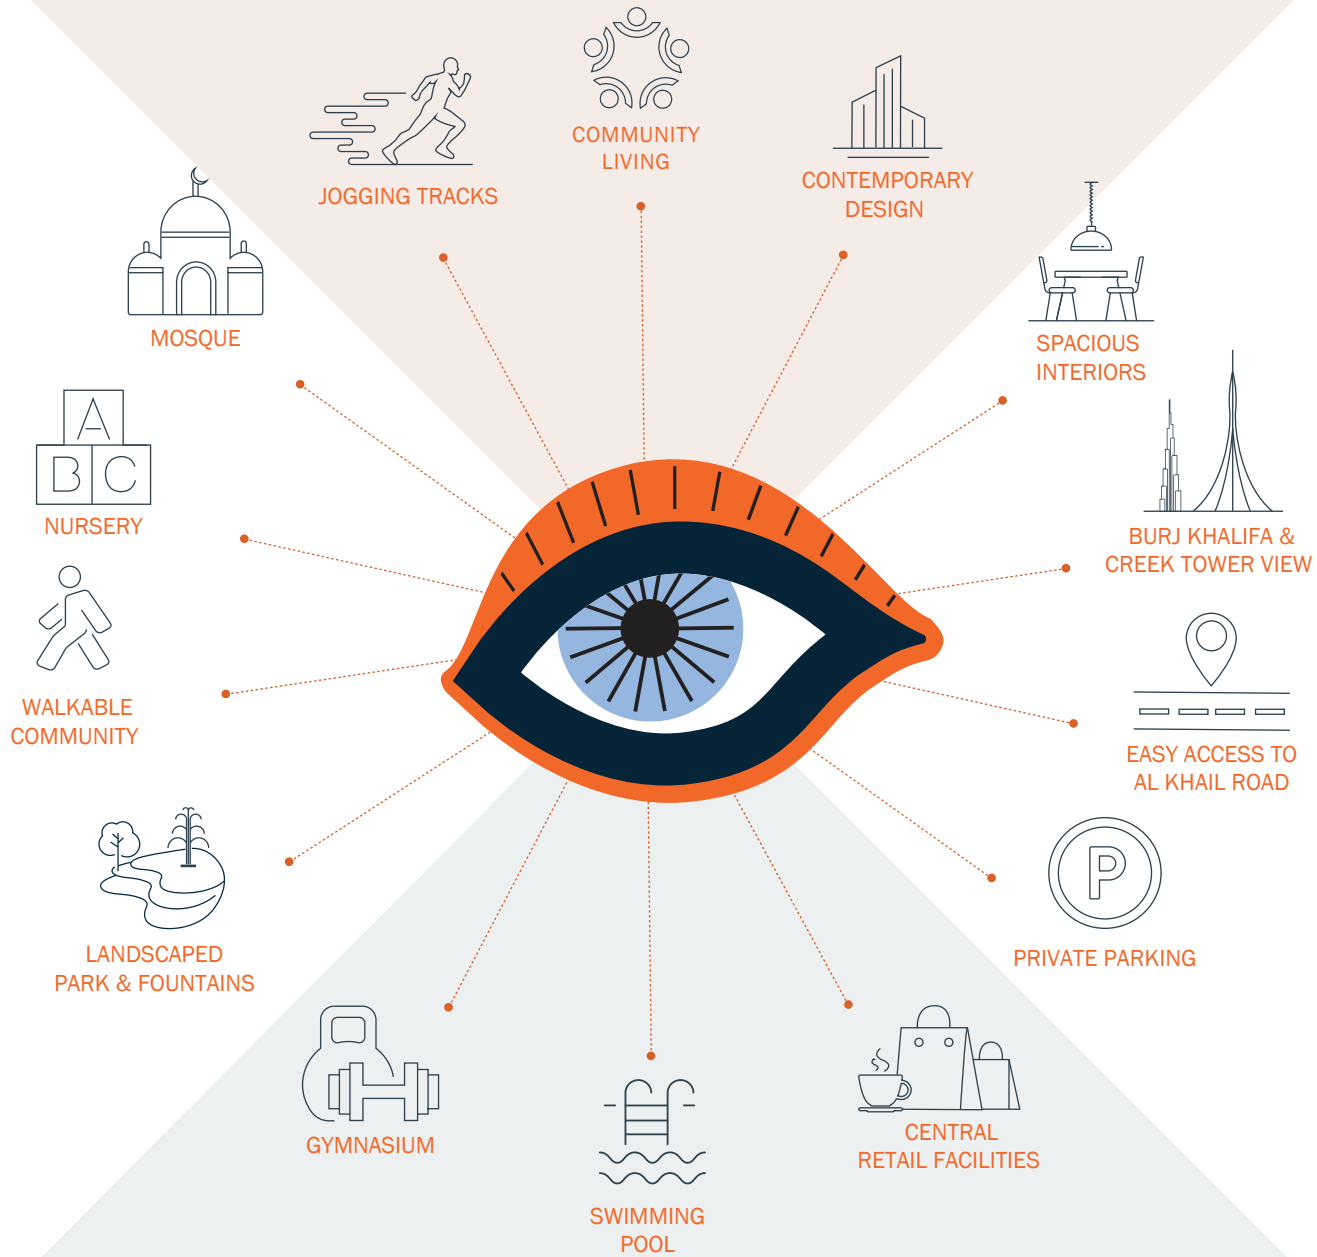 COMMUNITY
LIVING
JOGGING TRACKS
CONTEMPORARY
DESIGN
MOSQUE
SPACIOUS
INTERIORS
A
B C
NURSERY
BURJ KHALIFA &
CREEK TOWER VIEW
WALKABLE
COMMUNITY
EASY ACCESS TO
AL KHAIL ROAD
P
LANDSCAPED
PARK & FOUNTAINS
PRIVATE PARKING
GYMNASIUM
CENTRAL
RETAIL FACILITIES
SWIMMING
POOL